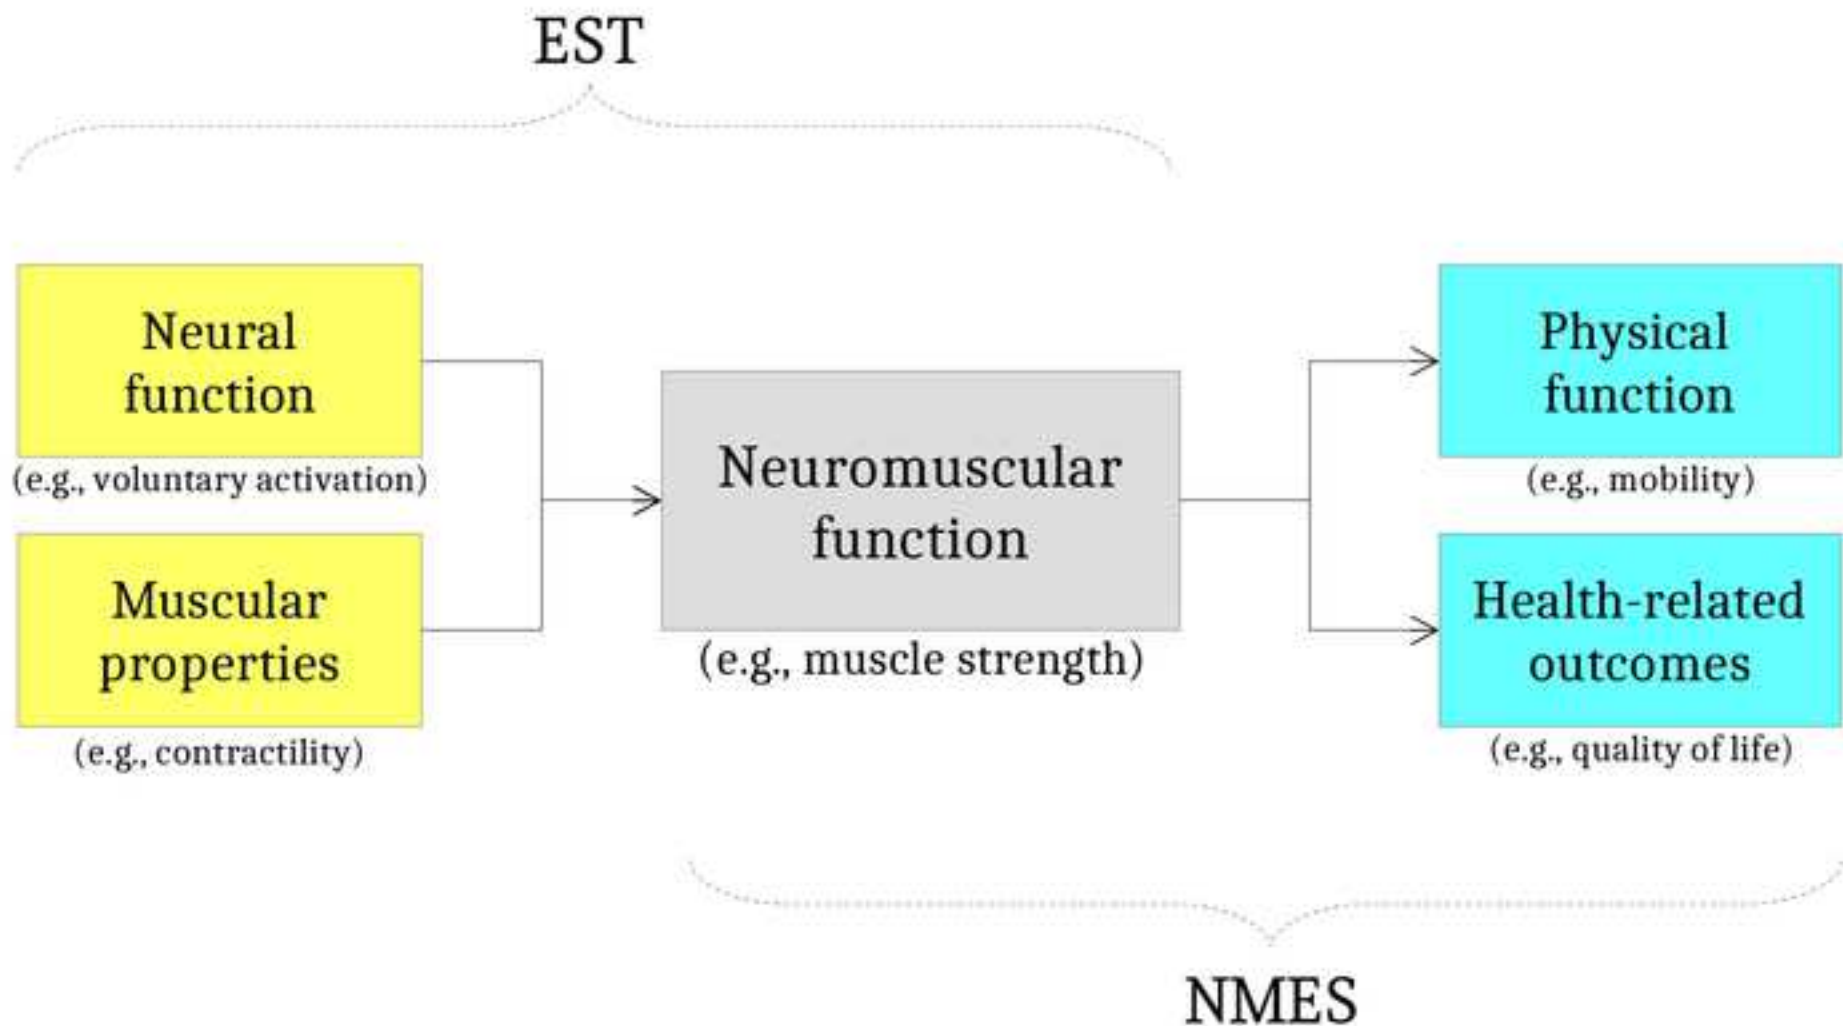 EST
Neural
function
(e.g., voluntary activation)
Muscular
properties
(e.g., contractility)
Neuromuscular
function
(e.g., muscle strength)
Physical
function
(e.g., mobility)
Health-related
outcomes
(e.g., quality of life)
NMES